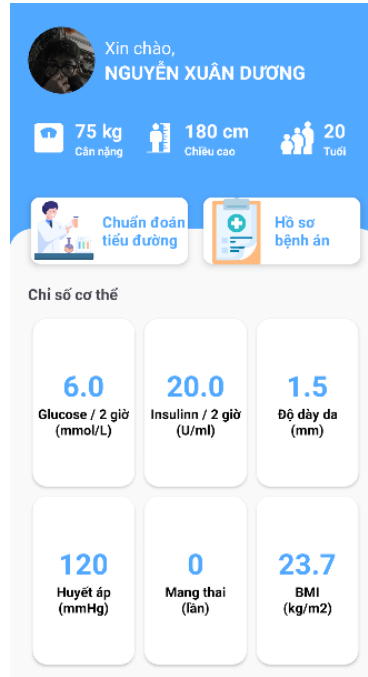 Xin chào,
NGUYỄN XUÂN DƯƠNG
75 kg
Cân nặng
180 cm
Chiều cao
20
Tuổi
Chuẩn đoán
tiểu đường
Hồ sơ
bệnh án
Chỉ số cơ thể
6.0
Glucose / 2 giờ
(mmol/L)
20.0
Insulinn / 2 giờ
(U/ml)
1.5
Độ dày da
(mm)
120
Huyết áp
(mmHg)
0
Mang thai
(lần)
23.7
BMI
(kg/m2)